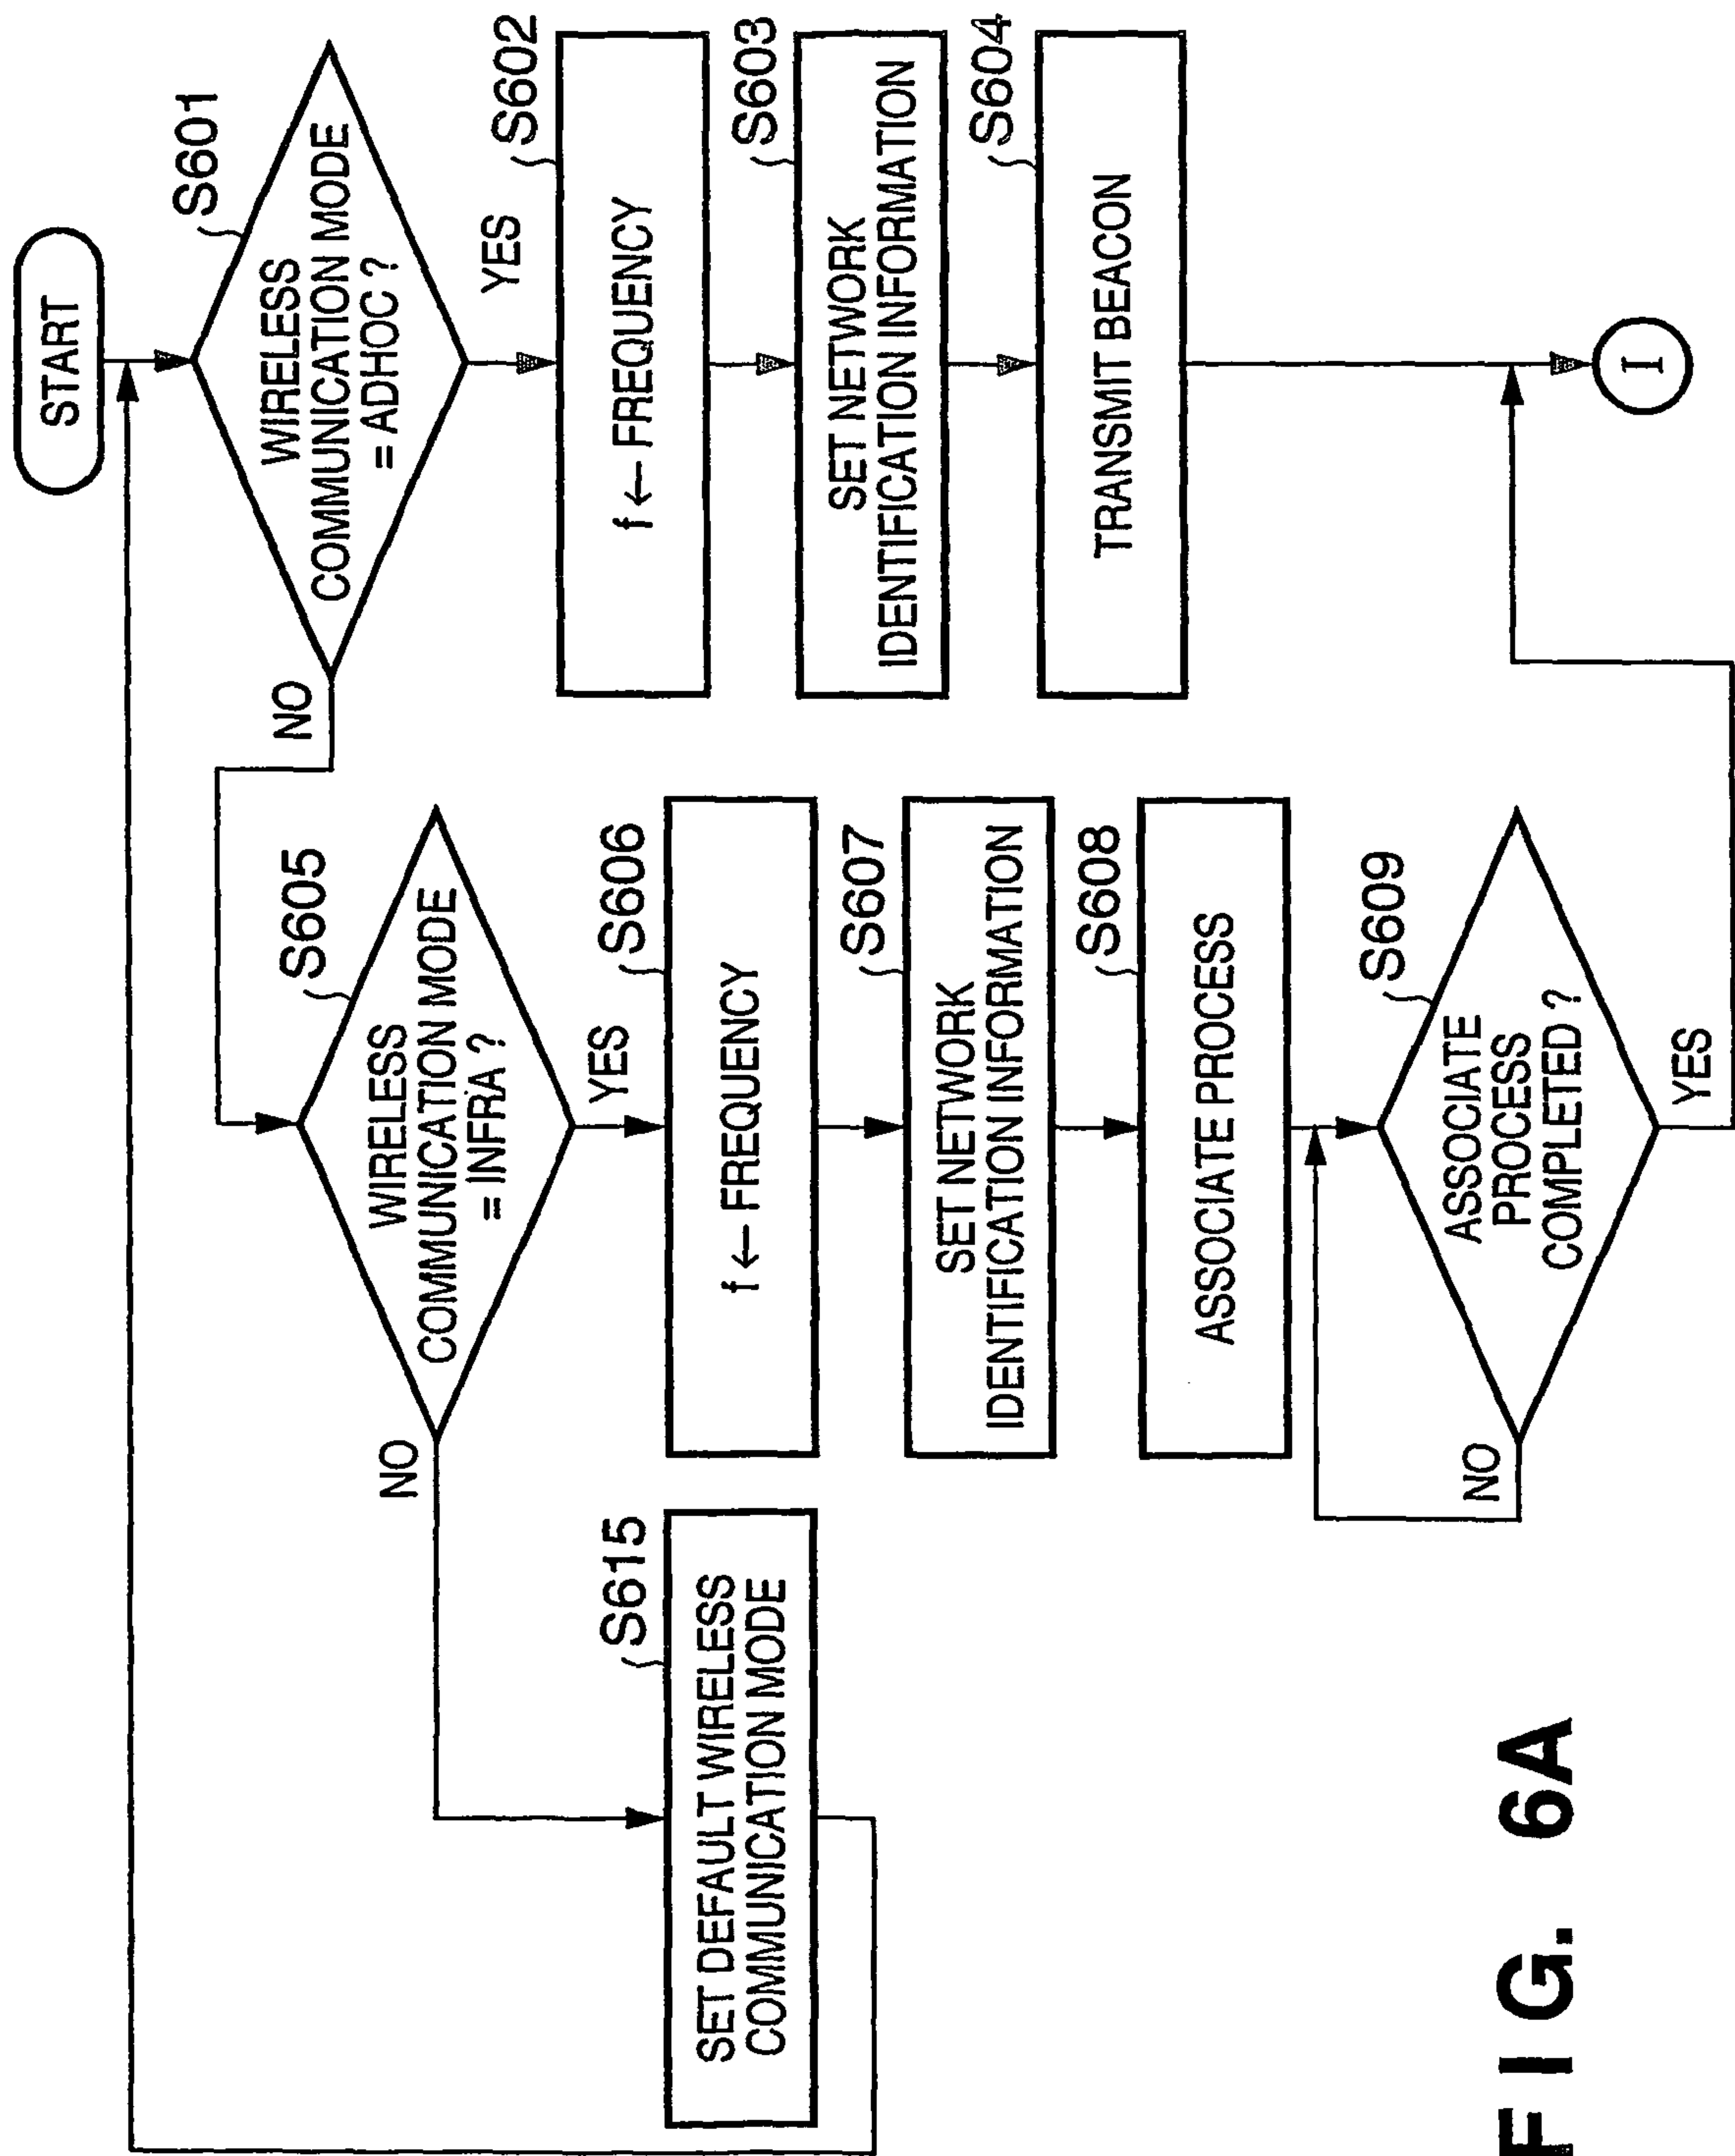 START
S601
WIRELESS
COMMUNICATION MODE
= ADHOC ?
NO
YES
S602
f ← FREQUENCY
S603
SET NETWORK
IDENTIFICATION INFORMATION
S604
TRANSMIT BEACON
I
S605
WIRELESS
COMMUNICATION MODE
= INFRA ?
NO
YES
S606
f ← FREQUENCY
S607
SET NETWORK
IDENTIFICATION INFORMATION
S608
ASSOCIATE PROCESS
S609
ASSOCIATE
PROCESS
COMPLETED ?
NO
YES
S615
SET DEFAULT WIRELESS
COMMUNICATION MODE
FIG. 6A